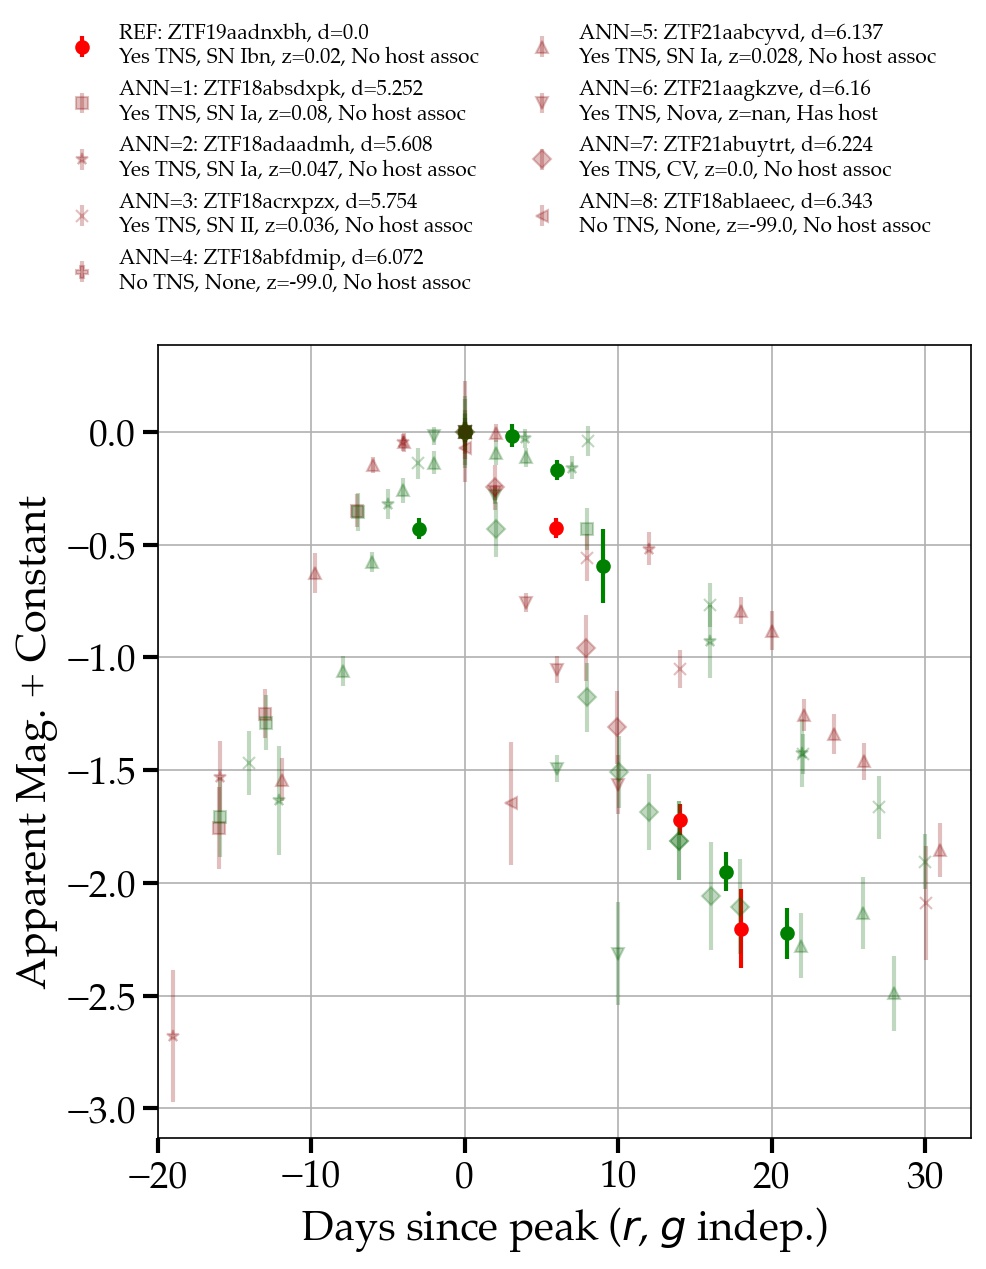 REF: ZTF19aadnxbh, d=0.0
Yes TNS, SN Ibn, z=0.02, No host assoc
ANN=1: ZTF18absdxpk, d=5.252
Yes TNS, SN Ia, z=0.08, No host assoc
ANN=2: ZTF18adaadmh, d=5.608
Yes TNS, SN Ia, z=0.047, No host assoc
ANN=3: ZTF18acrxpzx, d=5.754
Yes TNS, SN II, z=0.036, No host assoc
ANN=4: ZTF18abfdmip, d=6.072
No TNS, None, z=-99.0, No host assoc
ANN=5: ZTF21aabcyvd, d=6.137
Yes TNS, SN Ia, z=0.028, No host assoc
ANN=6: ZTF21aagkzve, d=6.16
Yes TNS, Nova, z=nan, Has host
ANN=7: ZTF21abuytrt, d=6.224
Yes TNS, CV, z=0.0, No host assoc
ANN=8: ZTF18ablaeec, d=6.343
No TNS, None, z=-99.0, No host assoc
Apparent Mag. + Constant
0.0
−0.5
−1.0
−1.5
−2.0
−2.5
−3.0
−20 −10 0 10 20 30
Days since peak (r, g indep.)